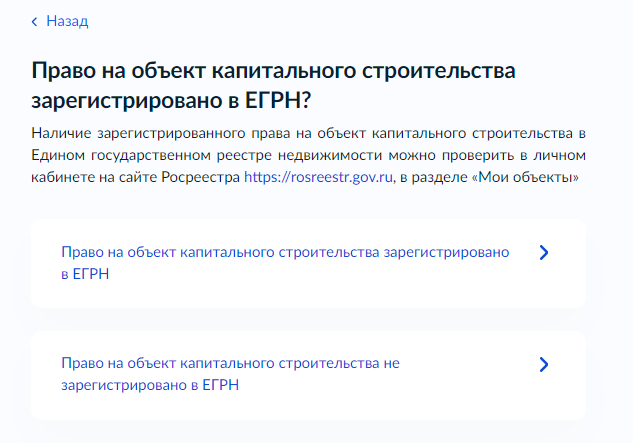 Назад
Право на объект капитального строительства
зарегистрировано в ЕГРН?
Наличие зарегистрированного права на объект капитального строительства в
Едином государственном реестре недвижимости можно проверить в личном
кабинете на сайте Росреестра https://rosreestr.gov.ru, в разделе «Мои объекты»
Право на объект капитального строительства зарегистрировано
в ЕГРН
Право на объект капитального строительства не
зарегистрировано в ЕГРН